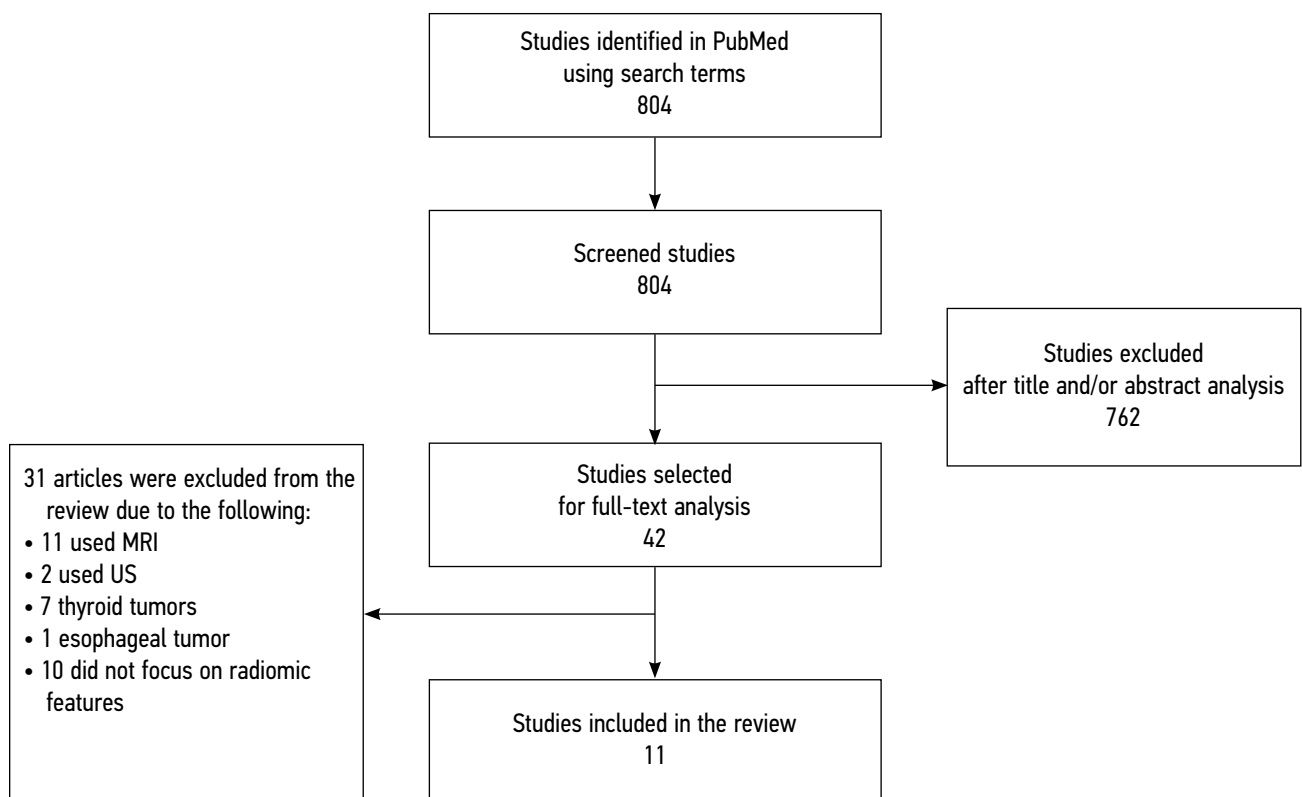 Studies identified in PubMed
using search terms
804
Screened studies
804
Studies excluded
after title and/or abstract analysis
762
Studies selected
for full-text analysis
42
31 articles were excluded from the
review due to the following:
• 11 used MRI
• 2 used US
• 7 thyroid tumors
• 1 esophageal tumor
• 10 did not focus on radiomic
features
Studies included in the review
11